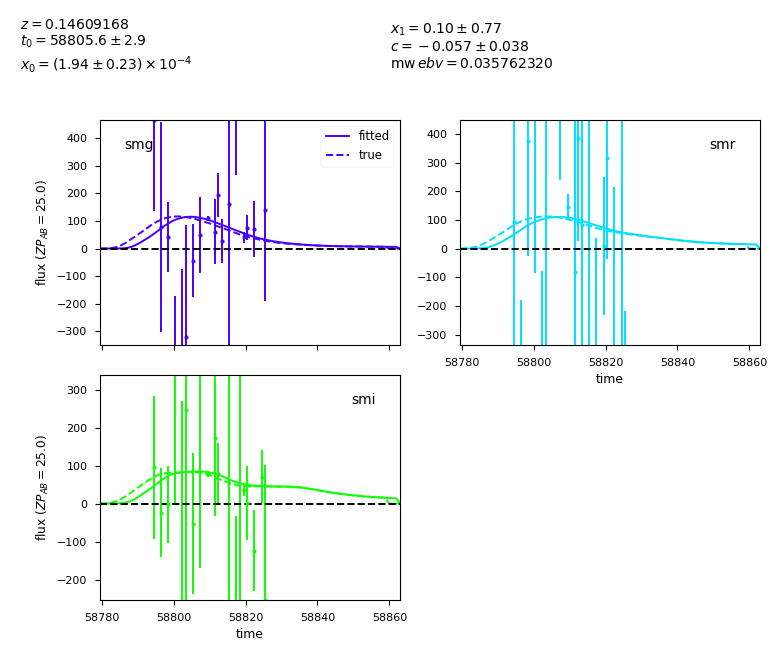 z = 0.14609168
t₀ = 58805.6 ± 2.9
x₀ = (1.94 ± 0.23) × 10⁻⁴
x₁ = 0.10 ± 0.77
c = −0.057 ± 0.038
mw ebv = 0.035762320
smg
fitted
true
400
300
200
100
0
−100
−200
−300
flux (ZP_AB = 25.0)
smr
400
300
200
100
0
−100
−200
−300
58780
58800
58820
58840
58860
time
smi
300
200
100
0
−100
−200
flux (ZP_AB = 25.0)
58780
58800
58820
58840
58860
time